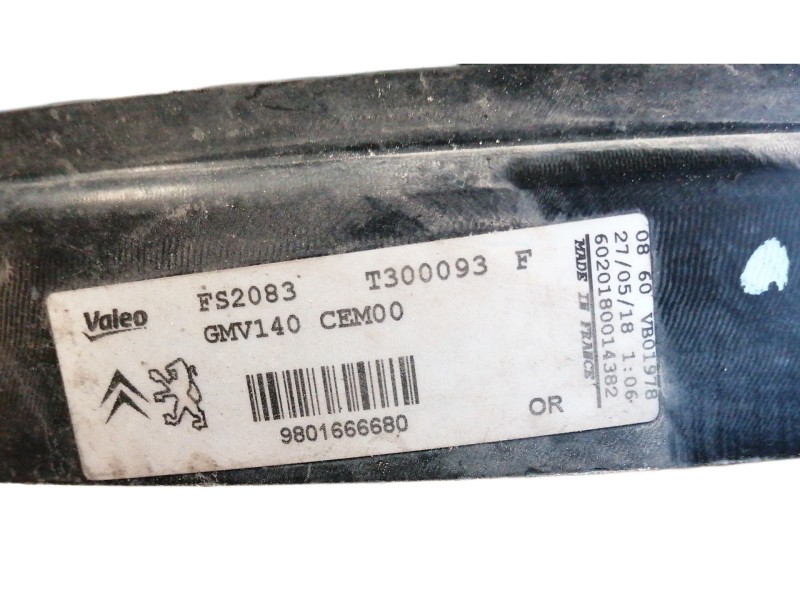 Valeo
FS2083 T300093 E
GMV140 CEM00
9801666680
OR
MADE IN FRANCE
08 60 VB01978
27/05/18 1:06
6020180014382